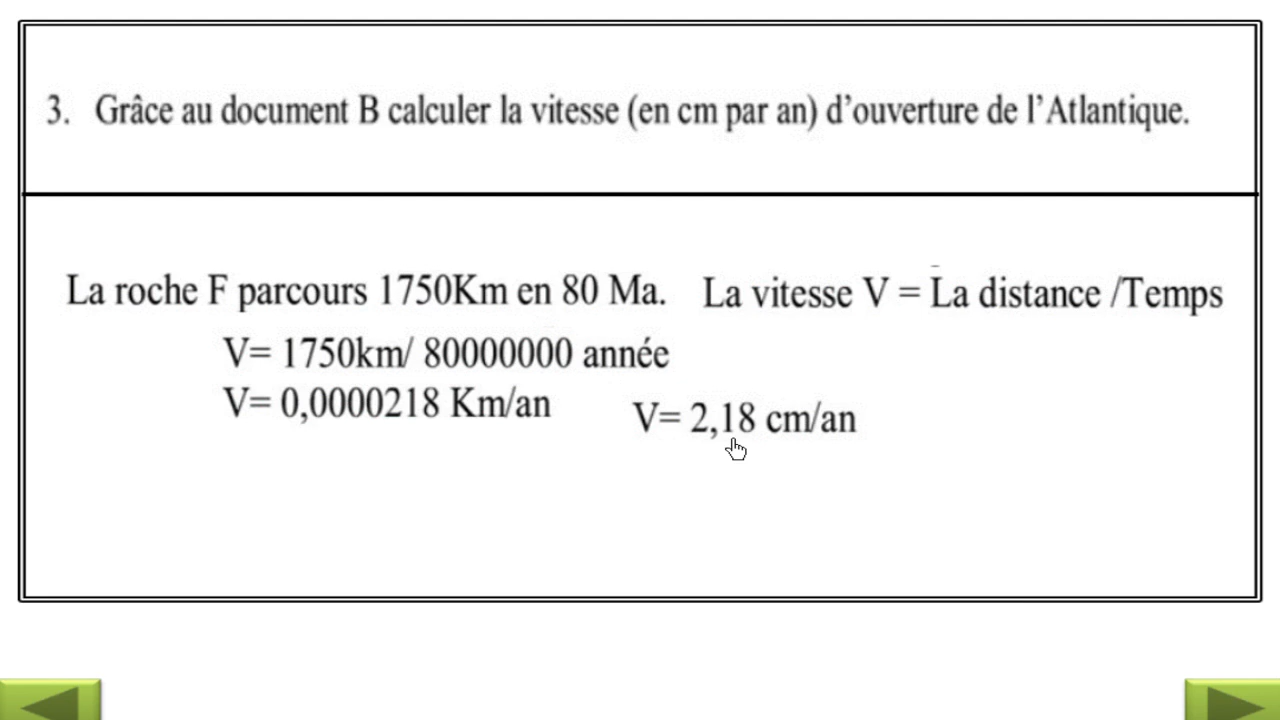 3. Grâce au document B calculer la vitesse (en cm par an) d'ouverture de l'Atlantique.
La roche F parcours 1750Km en 80 Ma. La vitesse V = La distance /Temps
V= 1750km/ 80000000 année
V= 0,0000218 Km/an
V= 2,18 cm/an